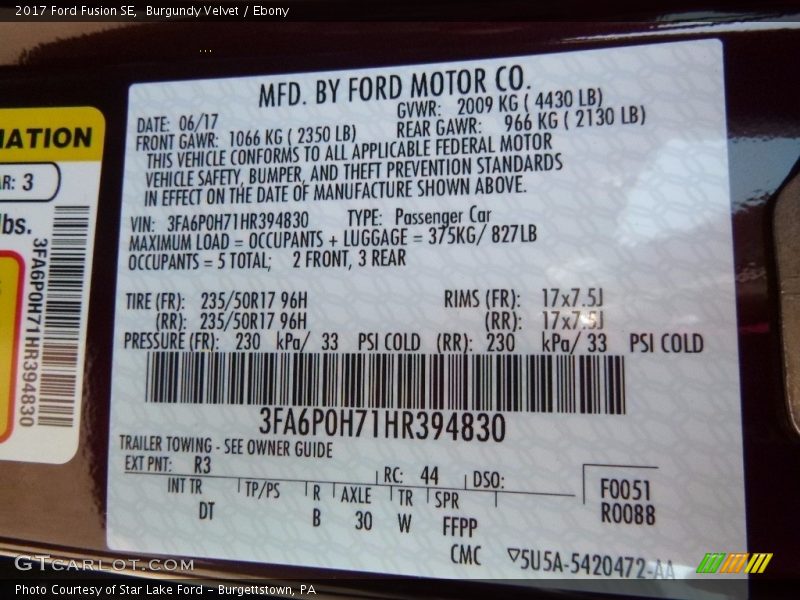 2017 Ford Fusion SE,  Burgundy Velvet / Ebony
MFD. BY FORD MOTOR CO.
DATE: 06/17 GVWR: 2009 KG ( 4430 LB)
FRONT GAWR: 1066 KG ( 2350 LB) REAR GAWR: 966 KG ( 2130 LB)
THIS VEHICLE CONFORMS TO ALL APPLICABLE FEDERAL MOTOR
VEHICLE SAFETY, BUMPER, AND THEFT PREVENTION STANDARDS
IN EFFECT ON THE DATE OF MANUFACTURE SHOWN ABOVE.
VIN: 3FA6P0H71HR394830 TYPE: Passenger Car
MAXIMUM LOAD = OCCUPANTS + LUGGAGE = 375KG/ 827LB
OCCUPANTS = 5 TOTAL; 2 FRONT, 3 REAR
TIRE (FR): 235/50R17 96H RIMS (FR): 17x7.5J
(RR): 235/50R17 96H (RR): 17x7.5J
PRESSURE (FR): 230 kPa/ 33 PSI COLD (RR): 230 kPa/ 33 PSI COLD
3FA6P0H71HR394830
TRAILER TOWING - SEE OWNER GUIDE
EXT PNT: R3 RC: 44 DSO:
INT TR TP/PS R AXLE TR SPR F0051
DT B 30 W FFPP R0088
CMC 5U5A-5420472-AA
MATION
AR: 3
lbs.
3FA6P0H71HR394830
GTCARLOT.COM
Photo Courtesy of Star Lake Ford - Burgettstown, PA